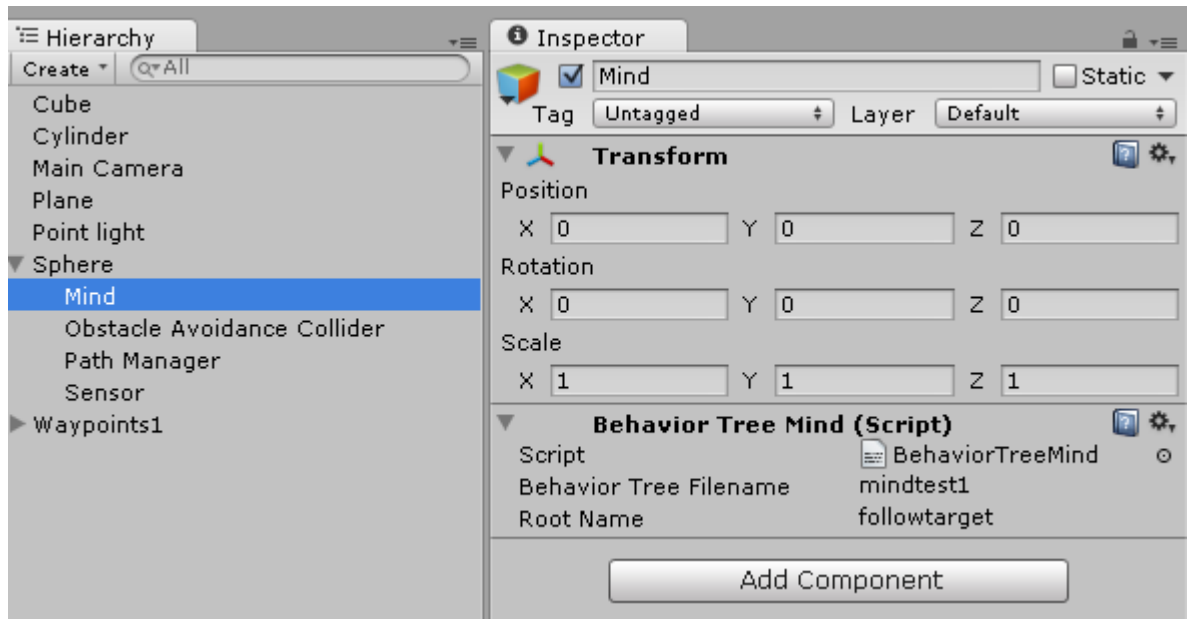 Hierarchy
Create All
Cube
Cylinder
Main Camera
Plane
Point light
Sphere
Mind
Obstacle Avoidance Collider
Path Manager
Sensor
Waypoints1
Inspector
Mind Static
Tag Untagged Layer Default
Transform
Position
X 0 Y 0 Z 0
Rotation
X 0 Y 0 Z 0
Scale
X 1 Y 1 Z 1
Behavior Tree Mind (Script)
Script BehaviorTreeMind
Behavior Tree Filename mindtest1
Root Name followtarget
Add Component